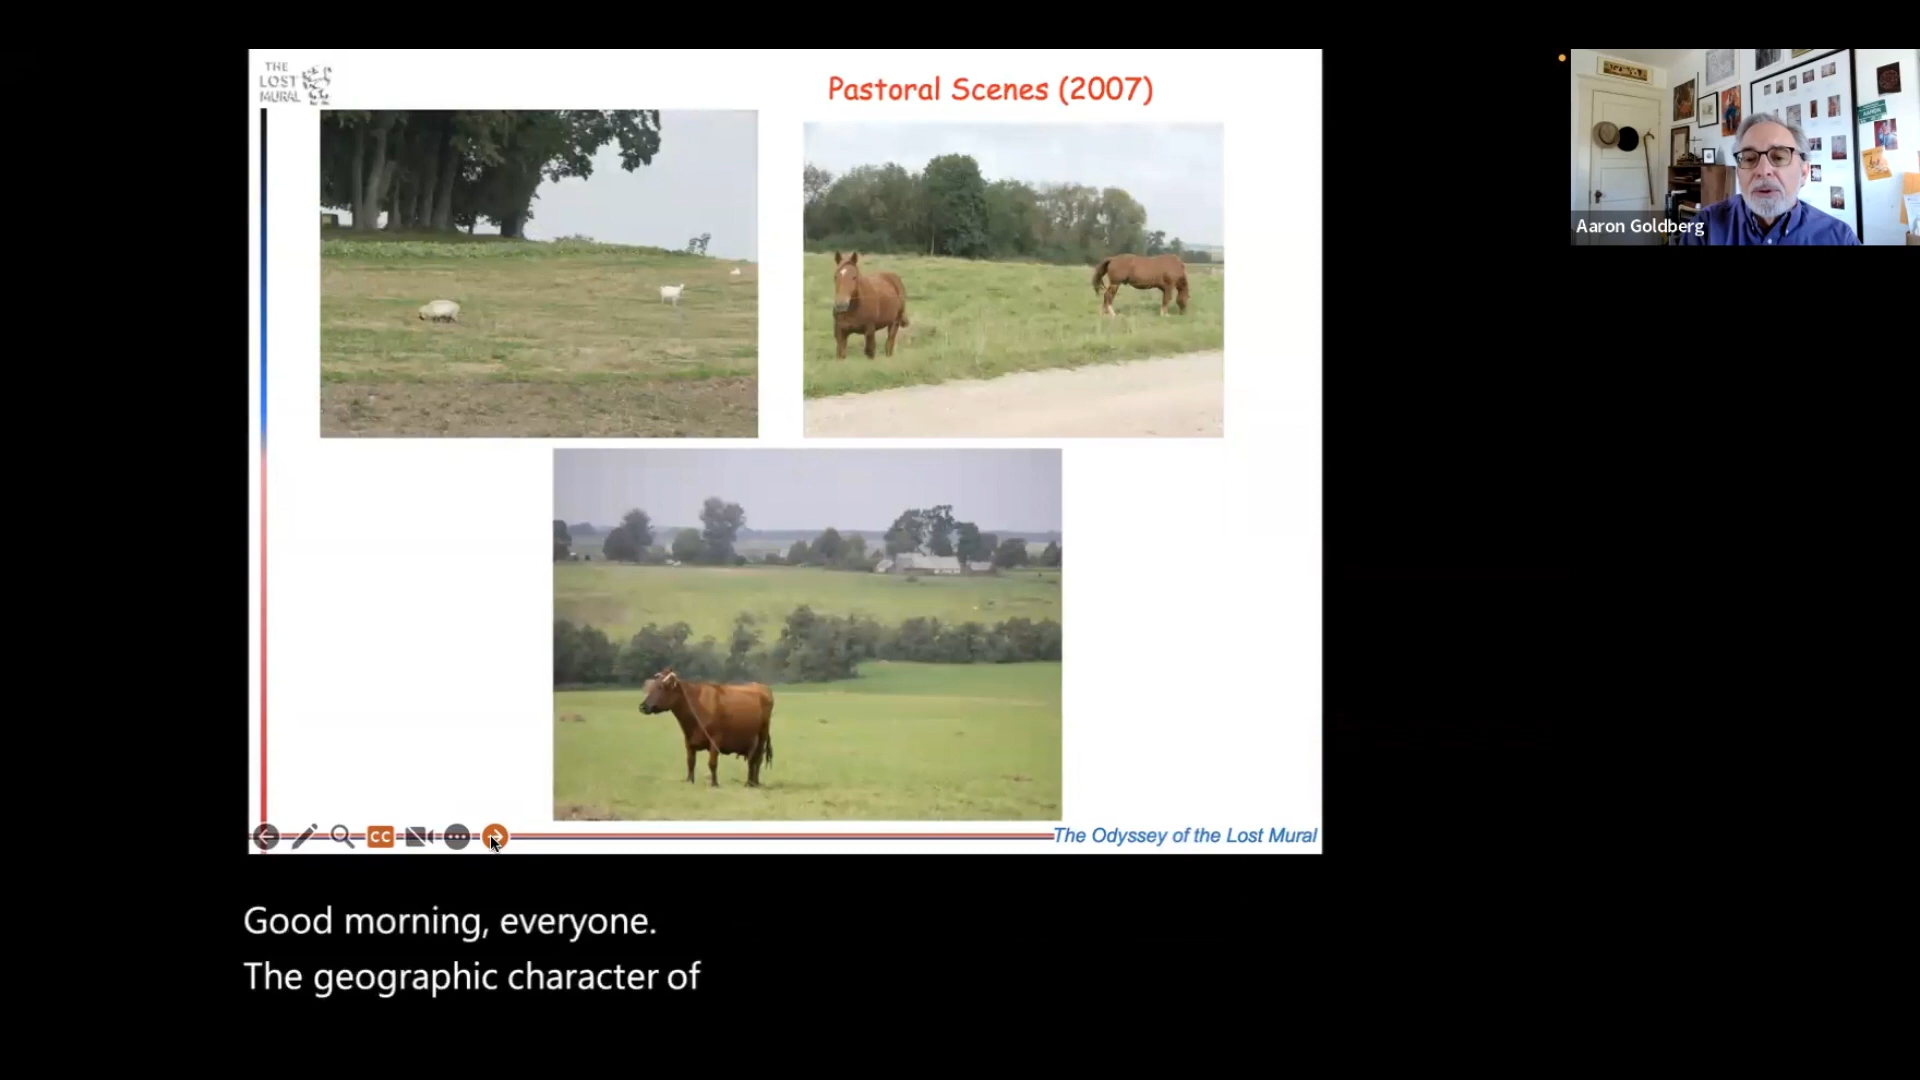 THE
LOST
MURAL
Pastoral Scenes (2007)
Aaron Goldberg
CC
The Odyssey of the Lost Mural
Good morning, everyone.
The geographic character of